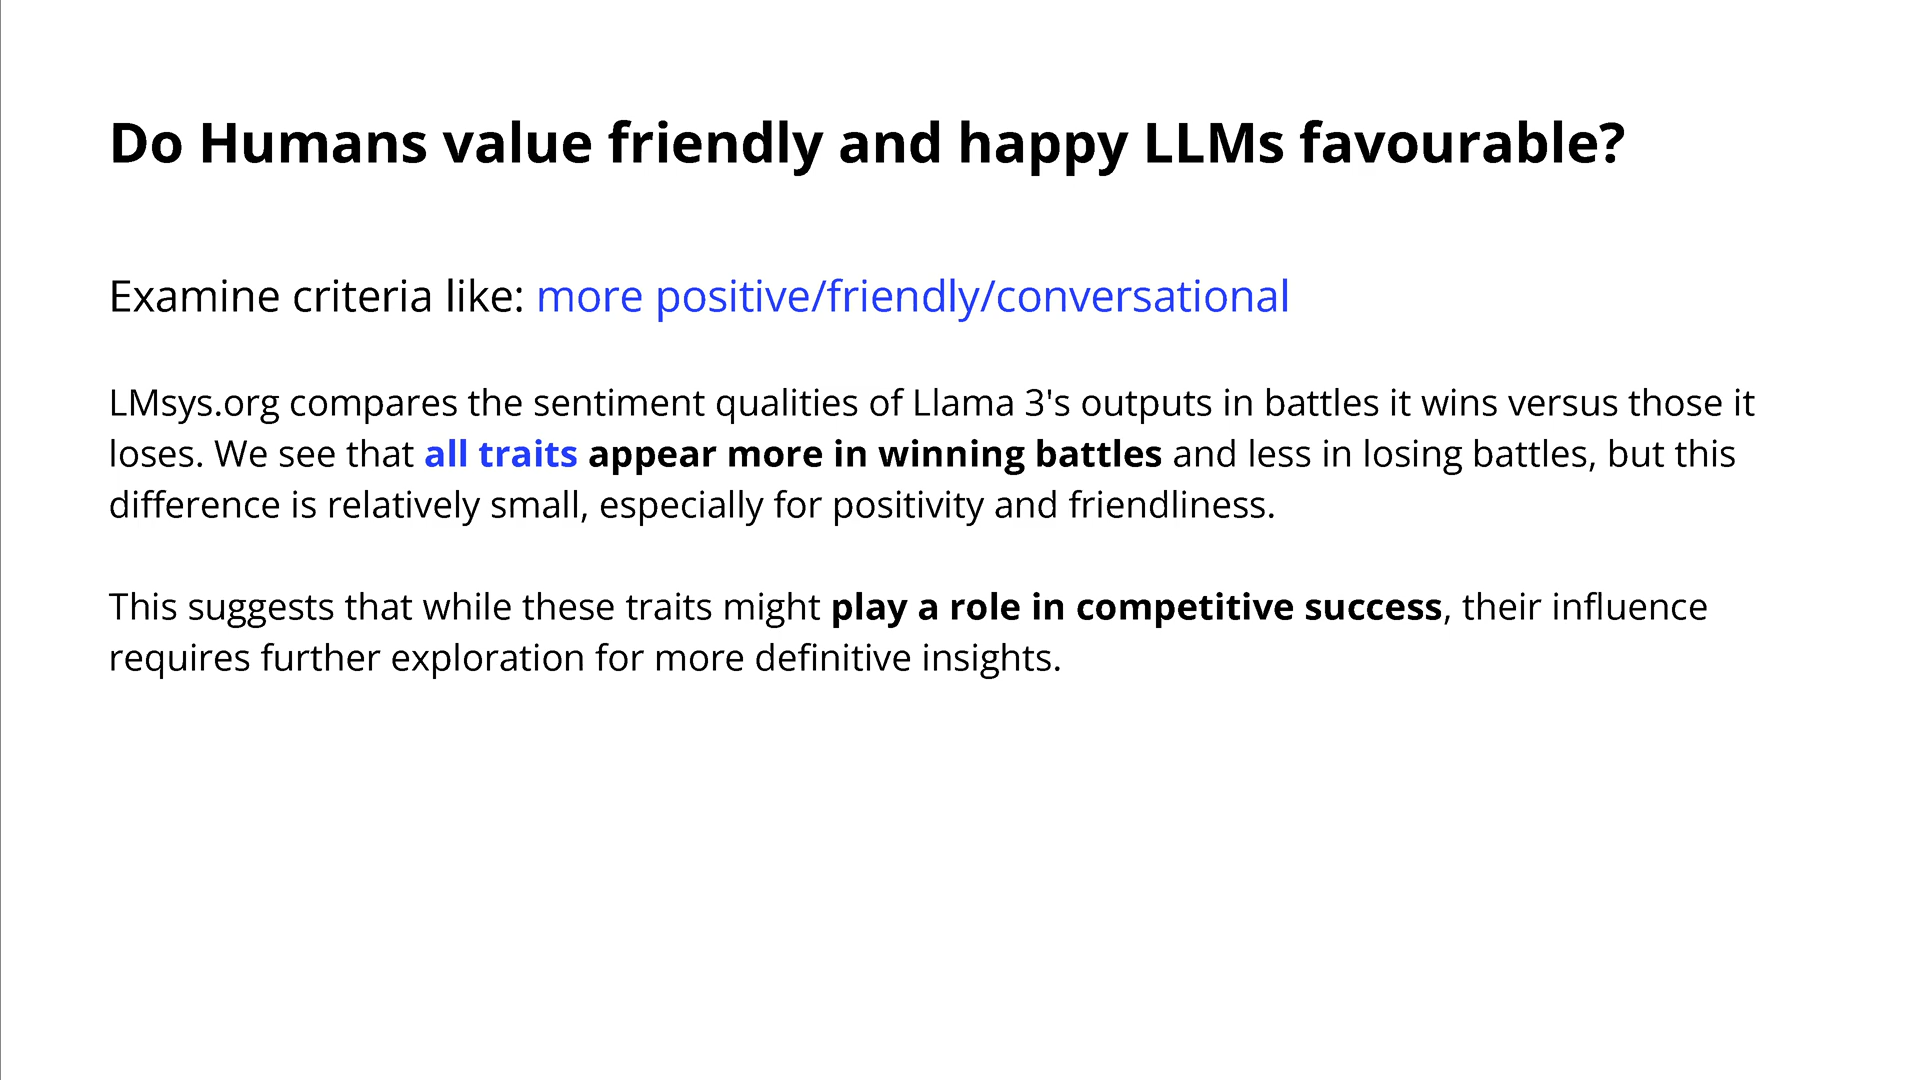 Do Humans value friendly and happy LLMs favourable?
Examine criteria like: more positive/friendly/conversational
LMsys.org compares the sentiment qualities of Llama 3's outputs in battles it wins versus those it
loses. We see that all traits appear more in winning battles and less in losing battles, but this
difference is relatively small, especially for positivity and friendliness.
This suggests that while these traits might play a role in competitive success, their influence
requires further exploration for more definitive insights.